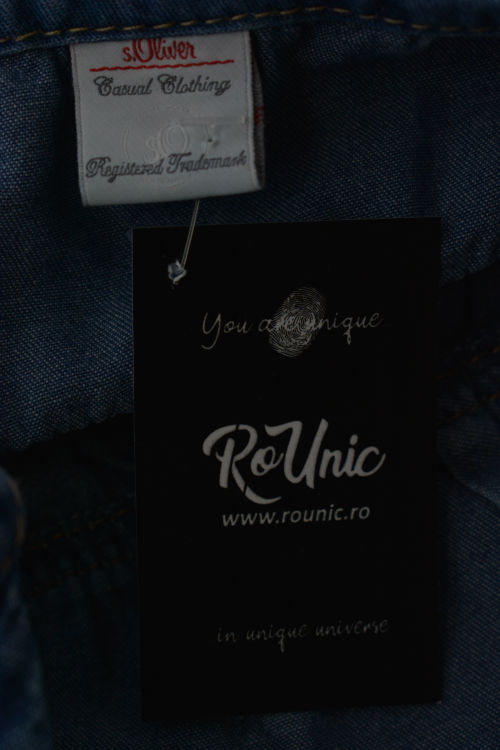 s.Oliver
Casual Clothing
Registered Trademark
You are unique
RoUnic
www.rounic.ro
in unique universe